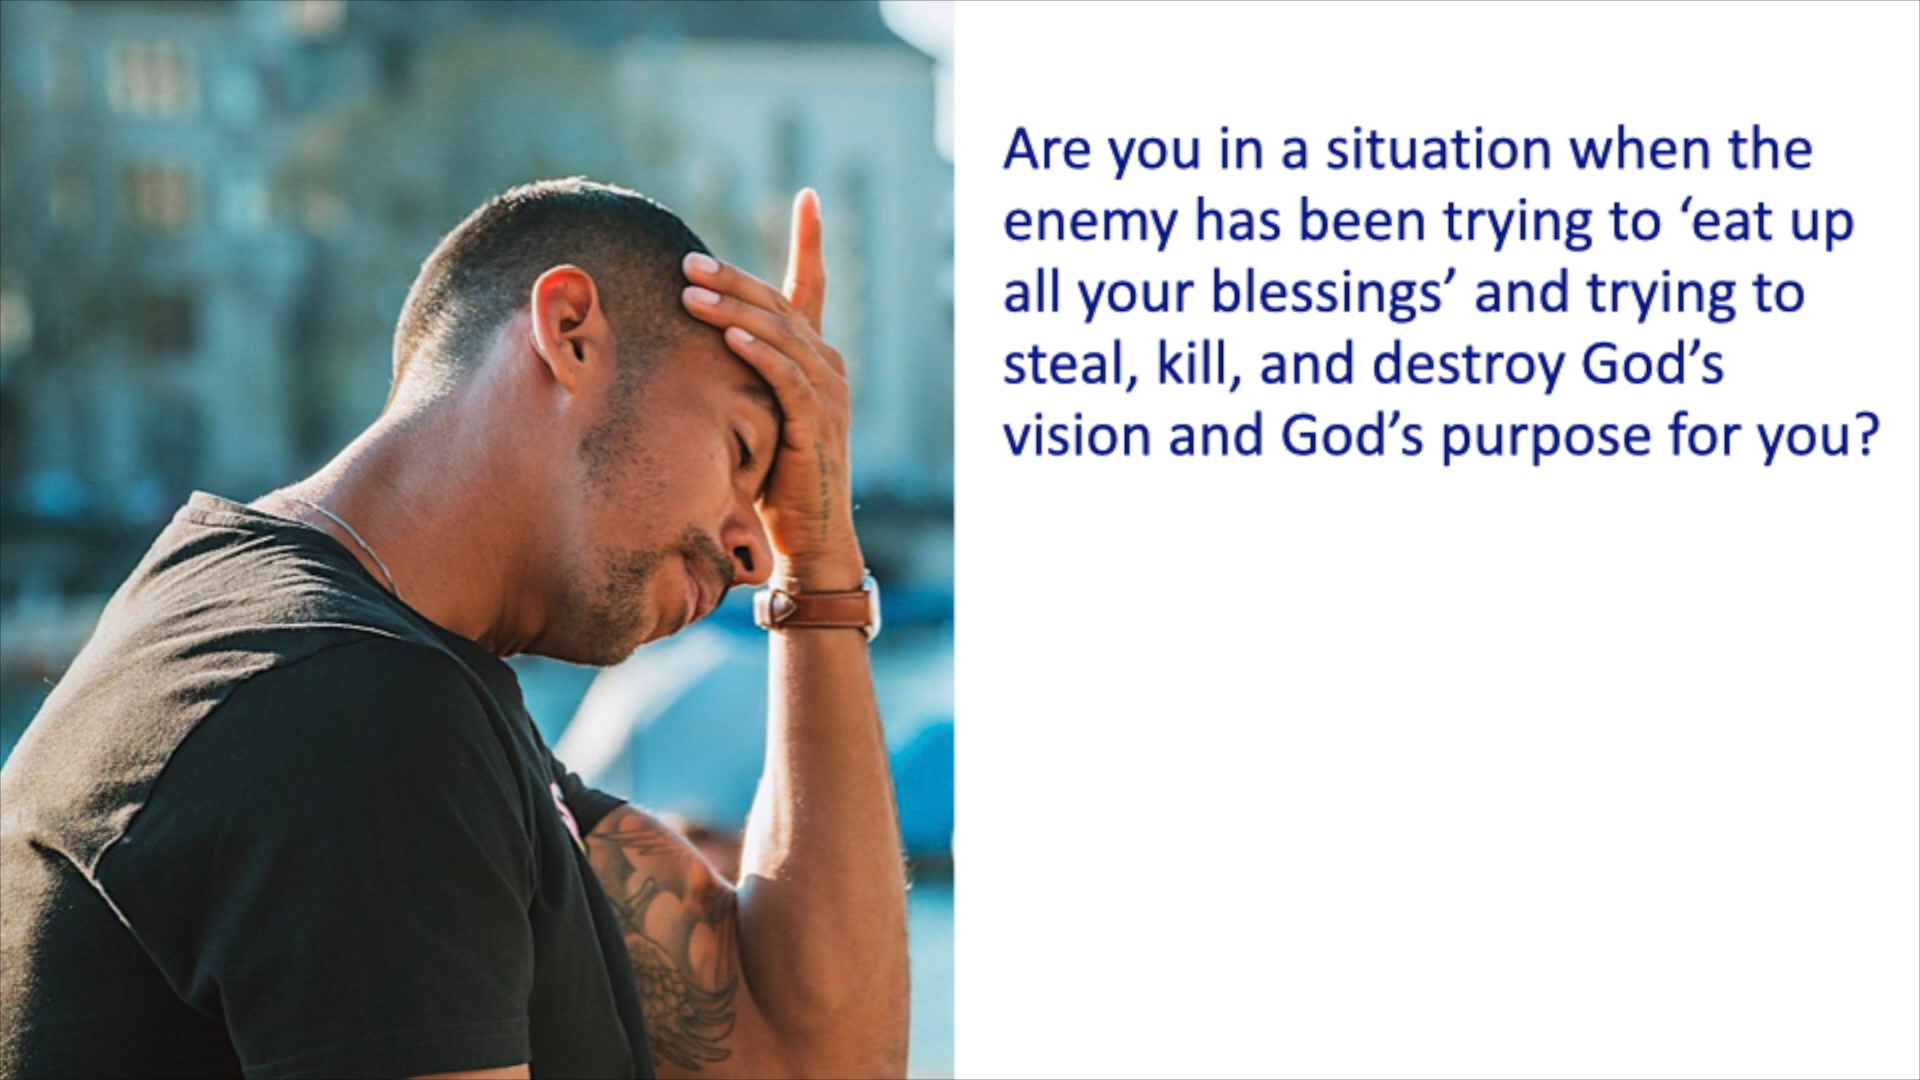 Are you in a situation when the
enemy has been trying to ‘eat up
all your blessings’ and trying to
steal, kill, and destroy God’s
vision and God’s purpose for you?